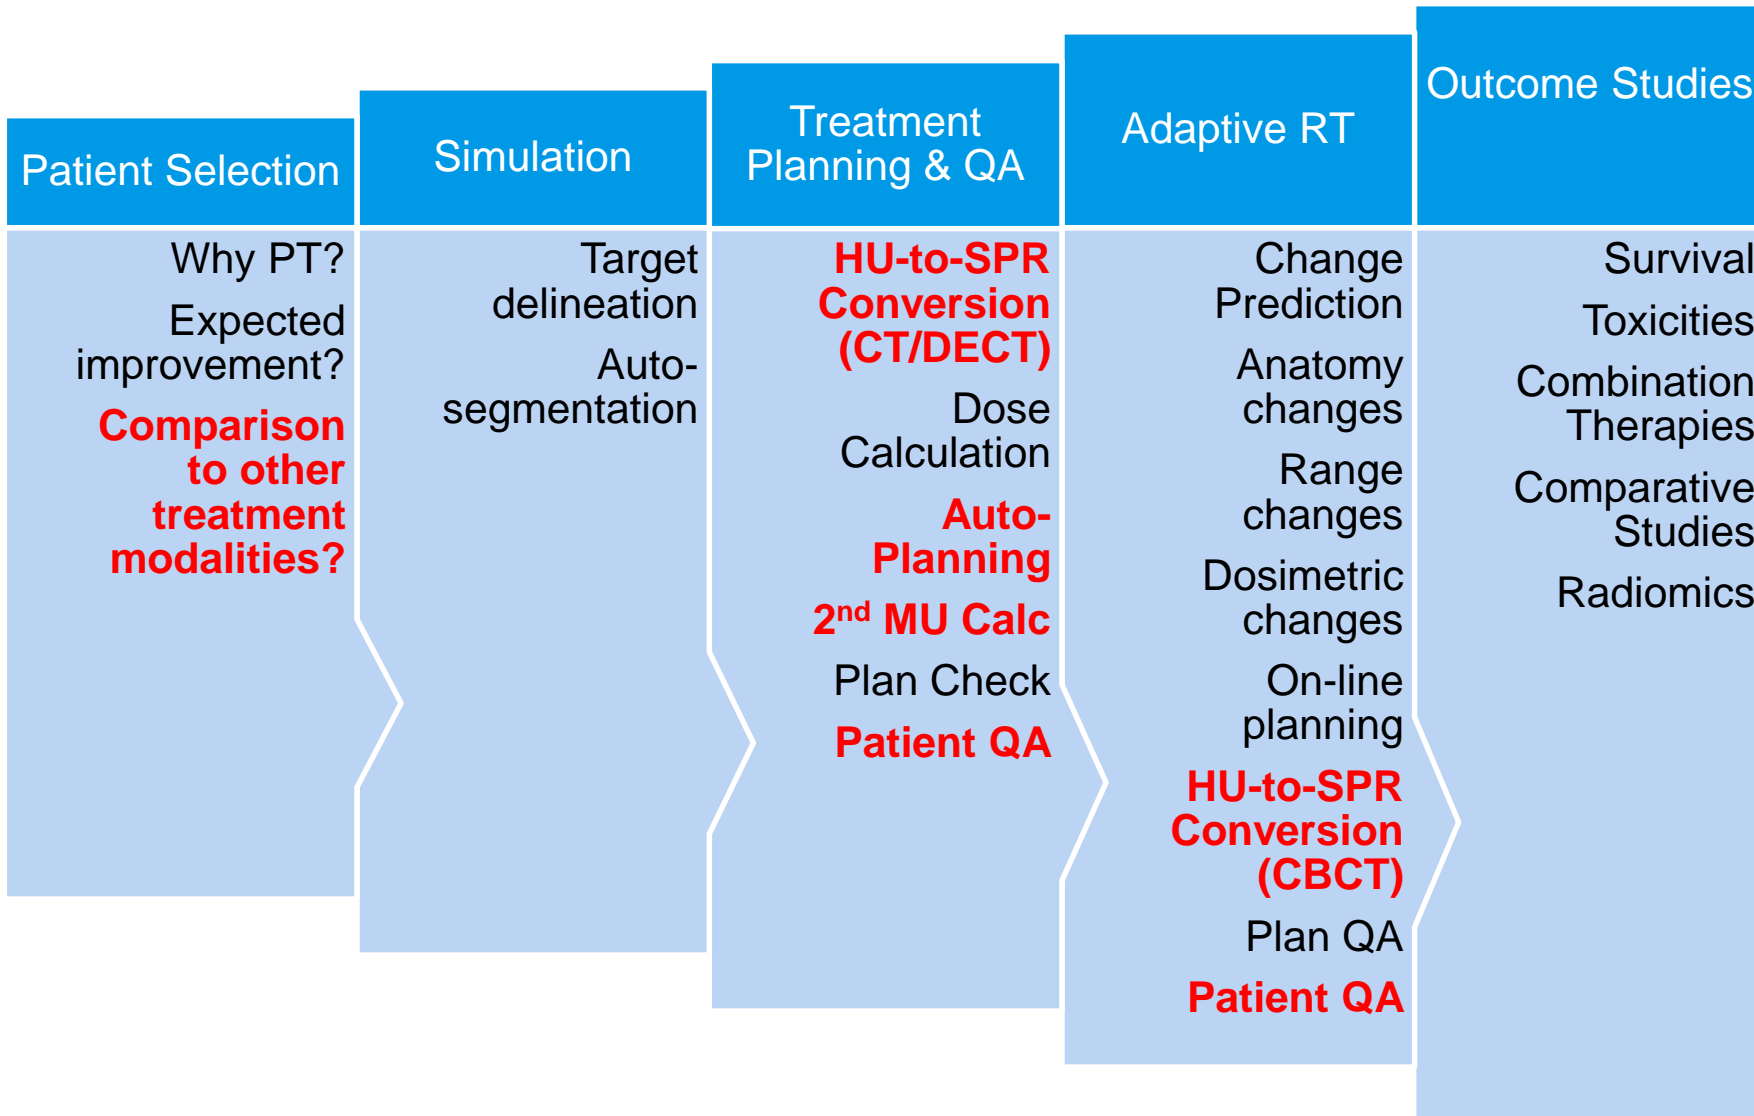 Patient Selection
Why PT?
Expected
improvement?
Comparison
to other
treatment
modalities?
Simulation
Target
delineation
Auto-
segmentation
Treatment
Planning & QA
HU-to-SPR
Conversion
(CT/DECT)
Dose
Calculation
Auto-
Planning
2nd MU Calc
Plan Check
Patient QA
Adaptive RT
Change
Prediction
Anatomy
changes
Range
changes
Dosimetric
changes
On-line
planning
HU-to-SPR
Conversion
(CBCT)
Plan QA
Patient QA
Outcome Studies
Survival
Toxicities
Combination
Therapies
Comparative
Studies
Radiomics